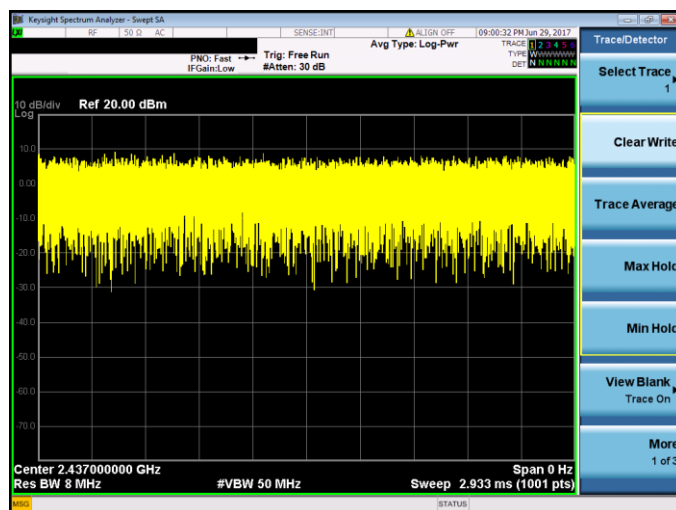 Keysight Spectrum Analyzer - Swept SA
RF 50 Ω AC SENSE:INT ALIGN OFF 09:00:32 PM Jun 29, 2017
Avg Type: Log-Pwr TRACE 1 2 3 4 5 6
PNO: Fast Trig: Free Run TYPE WWWWWW
IFGain:Low #Atten: 30 dB DET N N N N N N
Trace/Detector
Select Trace
1
Clear Write
Trace Average
Max Hold
Min Hold
View Blank
Trace On
More
1 of 3
10 dB/div Ref 20.00 dBm
Log
10.0
0.00
-10.0
-20.0
-30.0
-40.0
-50.0
-60.0
-70.0
Center 2.437000000 GHz Span 0 Hz
Res BW 8 MHz #VBW 50 MHz Sweep 2.933 ms (1001 pts)
MSG STATUS